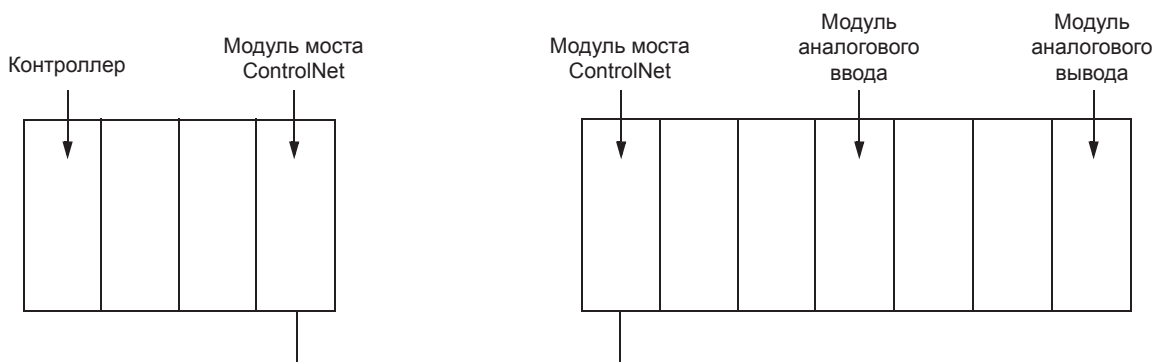 Контроллер
Модуль моста
ControlNet
Модуль моста
ControlNet
Модуль
аналогового
ввода
Модуль
аналогового
вывода